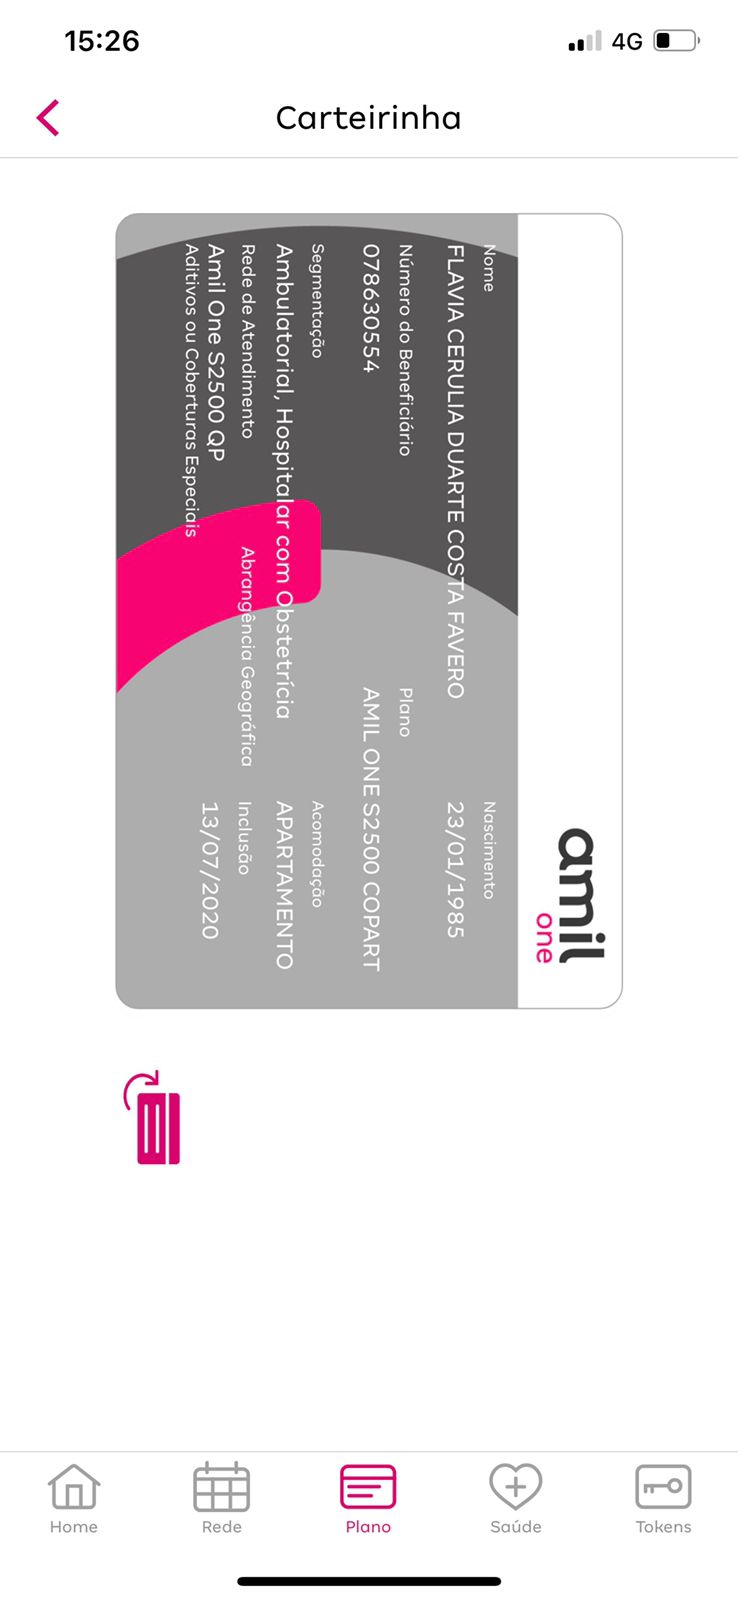 15:26
4G
Carteirinha
amil
one
Nome
Nascimento
FLAVIA CERULIA DUARTE COSTA FAVERO
23/01/1985
Número do Beneficiário
Plano
078630554
AMIL ONE S2500 COPART
Segmentação
Acomodação
Ambulatorial, Hospitalar com Obstetrícia
APARTAMENTO
Rede de Atendimento
Abrangência Geográfica
Inclusão
Amil One S2500 QP
13/07/2020
Aditivos ou Coberturas Especiais
Home
Rede
Plano
Saúde
Tokens